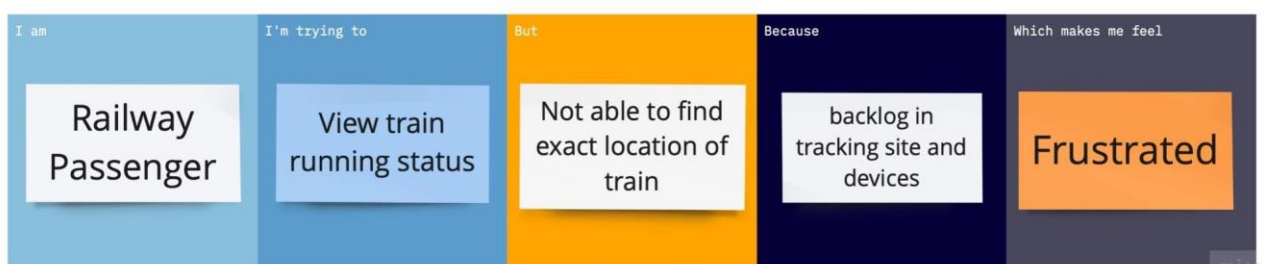 I am
Railway
Passenger
I'm trying to
View train
running status
But
Not able to find
exact location of
train
Because
backlog in
tracking site and
devices
Which makes me feel
Frustrated